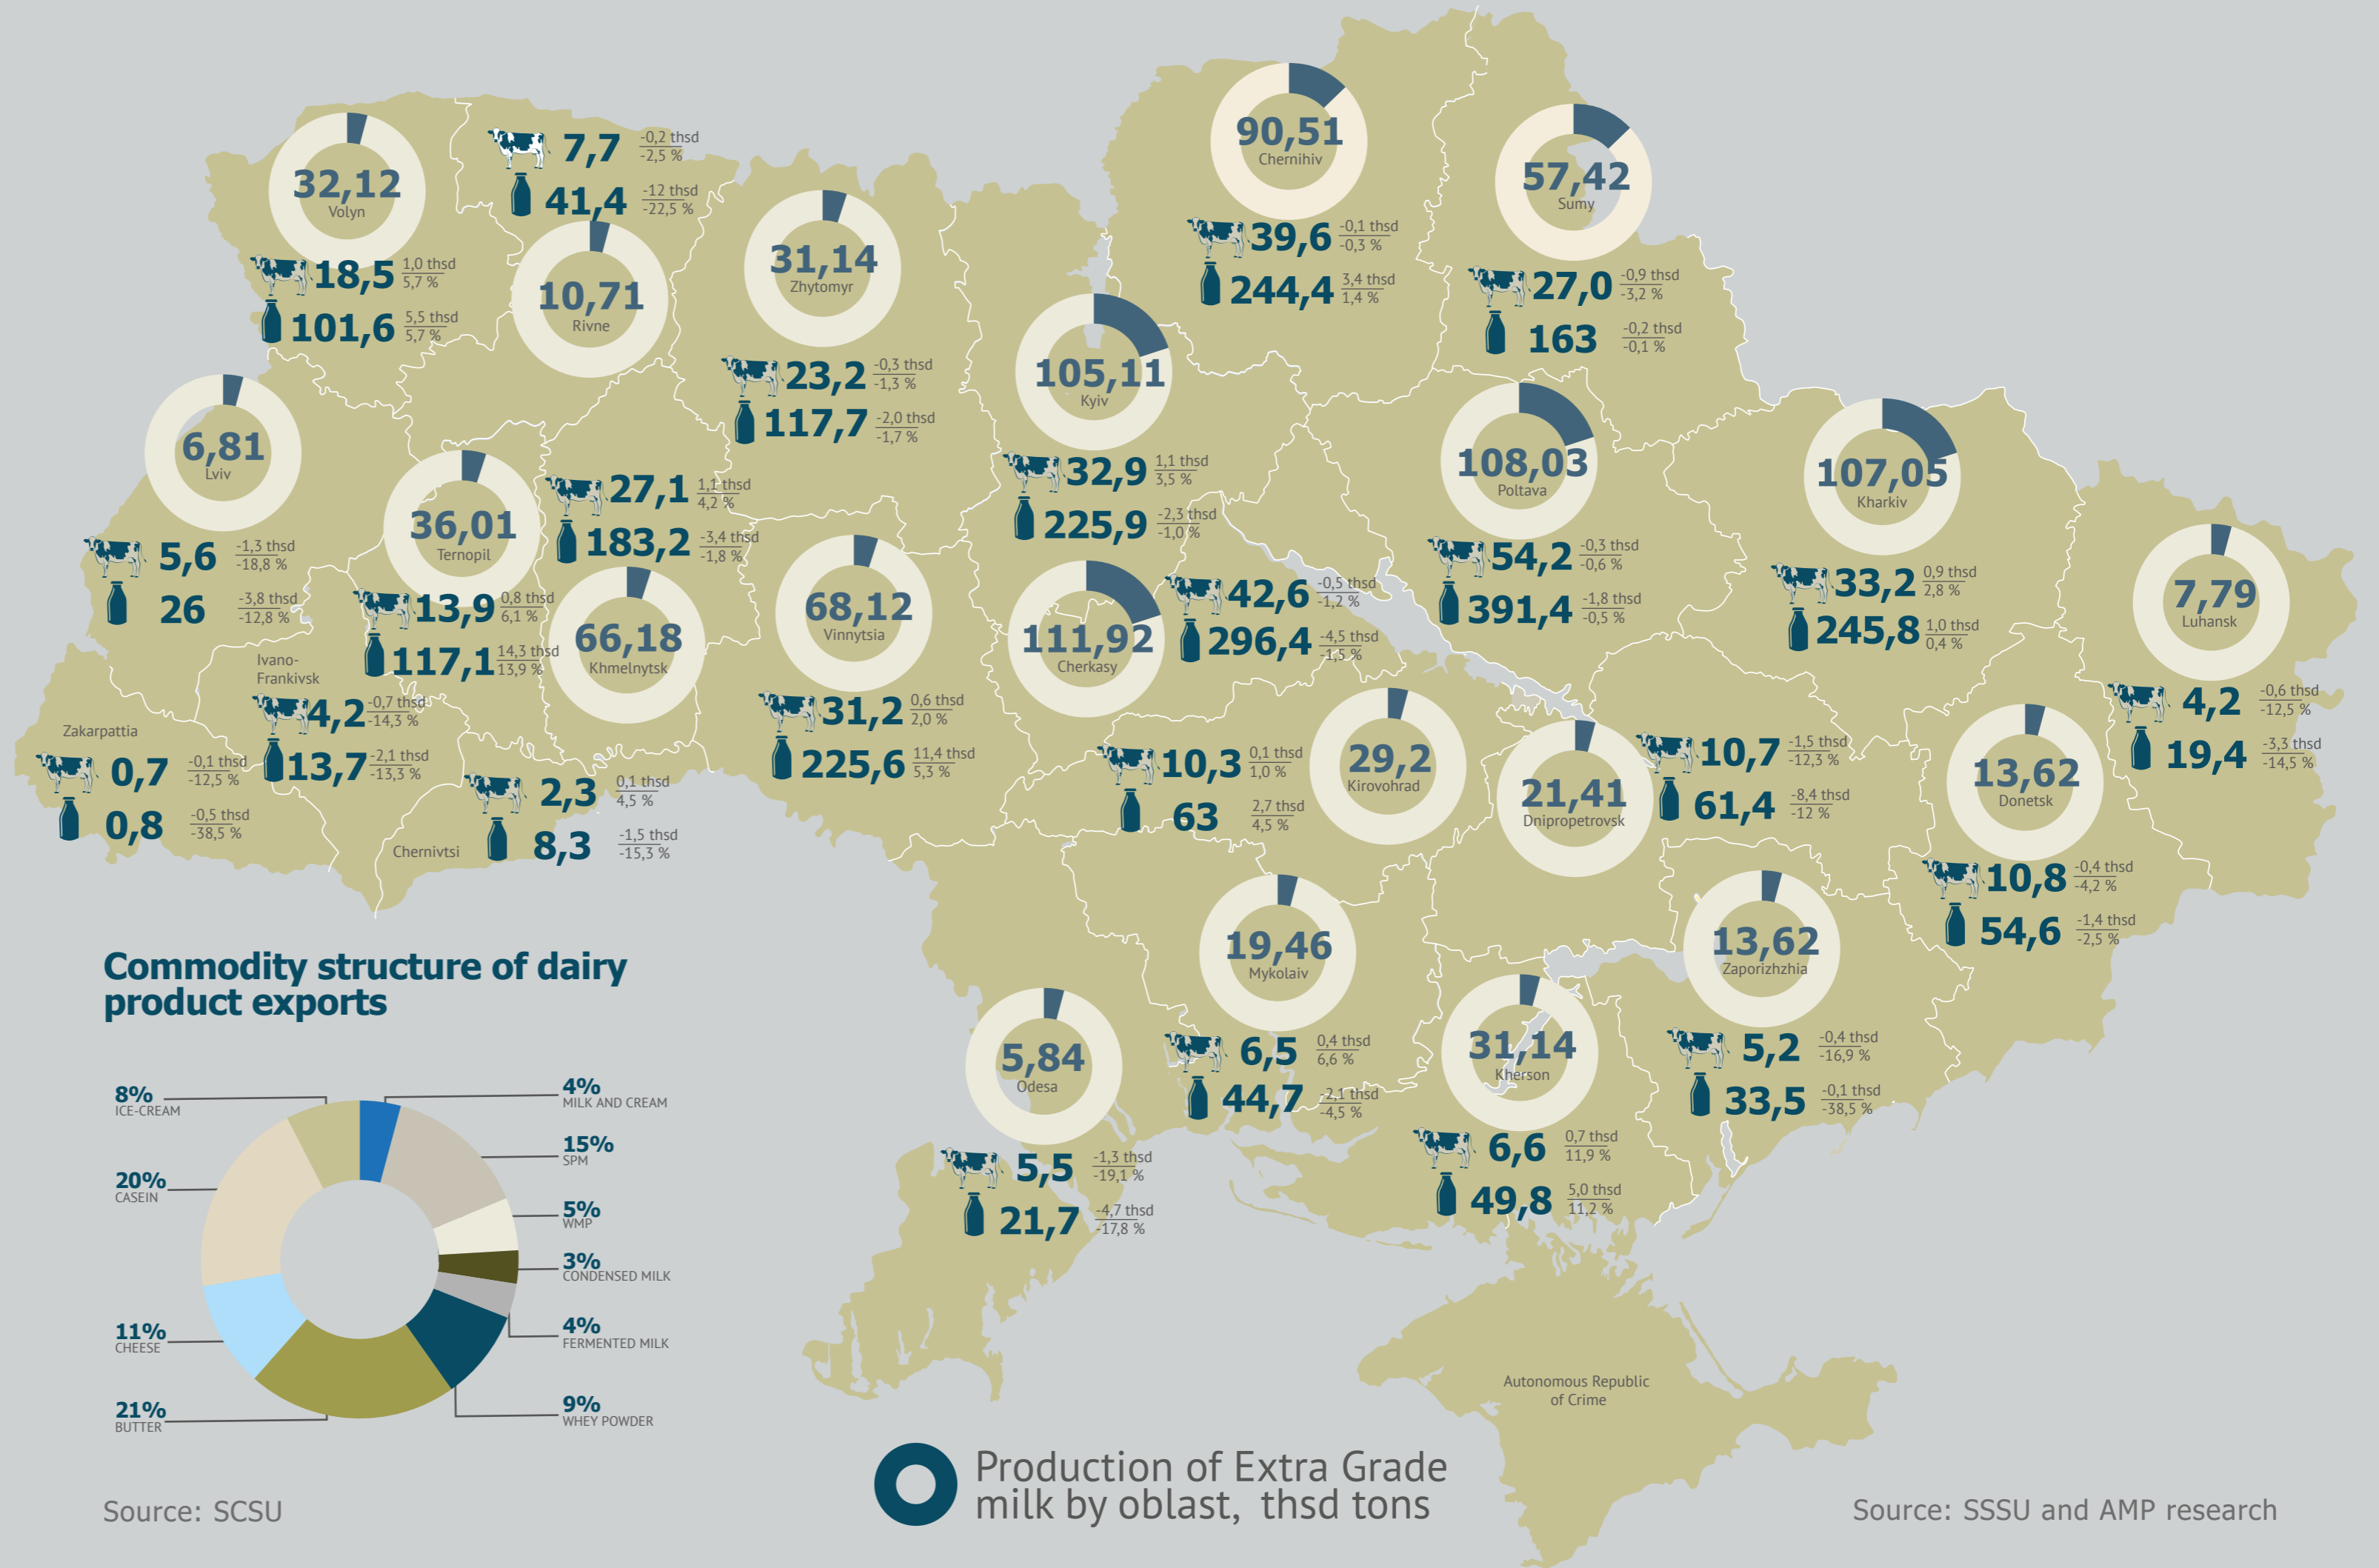 32,12
Volyn
18,5
1,0 thsd
5,7 %
101,6
5,5 thsd
5,7 %
7,7
-0,2 thsd
-2,5 %
41,4
-12 thsd
-22,5 %
10,71
Rivne
31,14
Zhytomyr
23,2
-0,3 thsd
-1,3 %
117,7
-2,0 thsd
-1,7 %
105,11
Kyiv
32,9
1,1 thsd
3,5 %
225,9
-2,3 thsd
-1,0 %
90,51
Chernihiv
39,6
-0,1 thsd
-0,3 %
244,4
3,4 thsd
1,4 %
57,42
Sumy
27,0
-0,9 thsd
-3,2 %
163
-0,2 thsd
-0,1 %
6,81
Lviv
5,6
-1,3 thsd
-18,8 %
26
-3,8 thsd
-12,8 %
36,01
Ternopil
13,9
0,8 thsd
6,1 %
117,1
14,3 thsd
13,9 %
27,1
1,1 thsd
4,2 %
183,2
-3,4 thsd
-1,8 %
66,18
Khmelnytsk
68,12
Vinnytsia
31,2
0,6 thsd
2,0 %
225,6
11,4 thsd
5,3 %
111,92
Cherkasy
42,6
-0,5 thsd
-1,2 %
296,4
-4,5 thsd
-1,5 %
108,03
Poltava
54,2
-0,3 thsd
-0,6 %
391,4
-1,8 thsd
-0,5 %
107,05
Kharkiv
33,2
0,9 thsd
2,8 %
245,8
1,0 thsd
0,4 %
7,79
Luhansk
4,2
-0,6 thsd
-12,5 %
19,4
-3,3 thsd
-14,5 %
Ivano-
Frankivsk
4,2
-0,7 thsd
-14,3 %
13,7
-2,1 thsd
-13,3 %
Zakarpattia
0,7
-0,1 thsd
-12,5 %
0,8
-0,5 thsd
-38,5 %
Chernivtsi
2,3
0,1 thsd
4,5 %
8,3
-1,5 thsd
-15,3 %
10,3
0,1 thsd
1,0 %
63
2,7 thsd
4,5 %
29,2
Kirovohrad
21,41
Dnipropetrovsk
10,7
-1,5 thsd
-12,3 %
61,4
-8,4 thsd
-12 %
13,62
Donetsk
10,8
-0,4 thsd
-4,2 %
54,6
-1,4 thsd
-2,5 %
19,46
Mykolaiv
6,5
0,4 thsd
6,6 %
44,7
-2,1 thsd
-4,5 %
13,62
Zaporizhzhia
5,2
-0,4 thsd
-16,9 %
33,5
-0,1 thsd
-38,5 %
5,84
Odesa
5,5
-1,3 thsd
-19,1 %
21,7
-4,7 thsd
-17,8 %
31,14
Kherson
6,6
0,7 thsd
11,9 %
49,8
5,0 thsd
11,2 %
Autonomous Republic
of Crime
Commodity structure of dairy
product exports
8%
ICE-CREAM
20%
CASEIN
11%
CHEESE
21%
BUTTER
4%
MILK AND CREAM
15%
SPM
5%
WMP
3%
CONDENSED MILK
4%
FERMENTED MILK
9%
WHEY POWDER
Source: SCSU
Production of Extra Grade
milk by oblast, thsd tons
Source: SSSU and AMP research